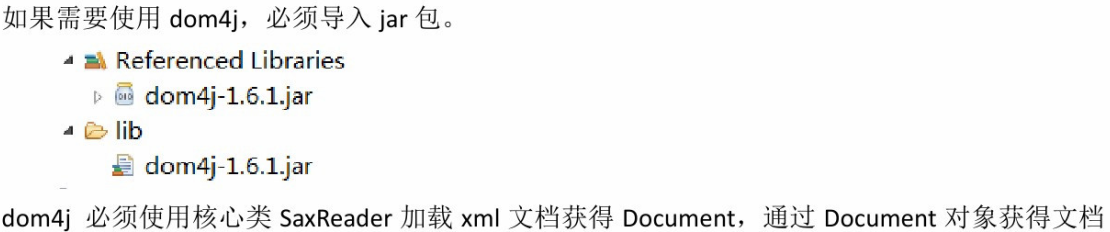 如果需要使用 dom4j，必须导入 jar 包。
Referenced Libraries
dom4j-1.6.1.jar
lib
dom4j-1.6.1.jar
dom4j 必须使用核心类 SaxReader 加载 xml 文档获得 Document，通过 Document 对象获得文档